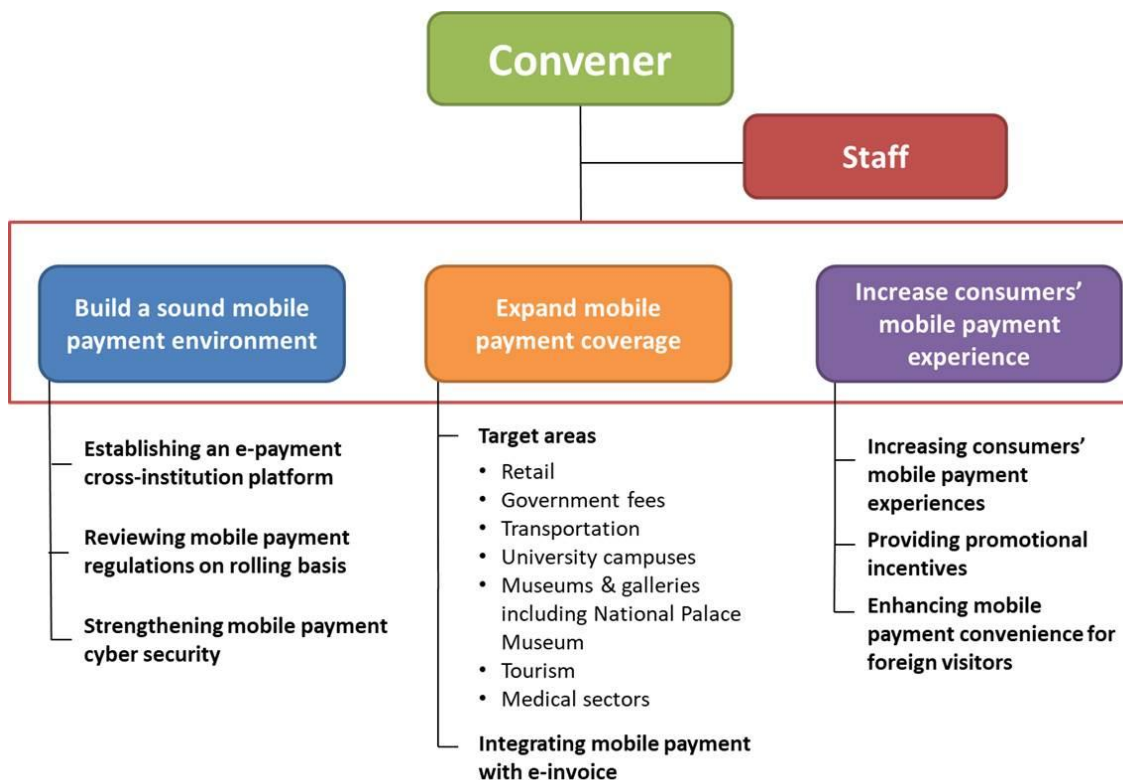 Convener
Staff
Build a sound mobile
payment environment
Establishing an e-payment
cross-institution platform
Reviewing mobile payment
regulations on rolling basis
Strengthening mobile payment
cyber security
Expand mobile
payment coverage
Target areas
• Retail
• Government fees
• Transportation
• University campuses
• Museums & galleries
including National Palace
Museum
• Tourism
• Medical sectors
Integrating mobile payment
with e-invoice
Increase consumers’
mobile payment
experience
Increasing consumers’
mobile payment
experiences
Providing promotional
incentives
Enhancing mobile
payment convenience for
foreign visitors